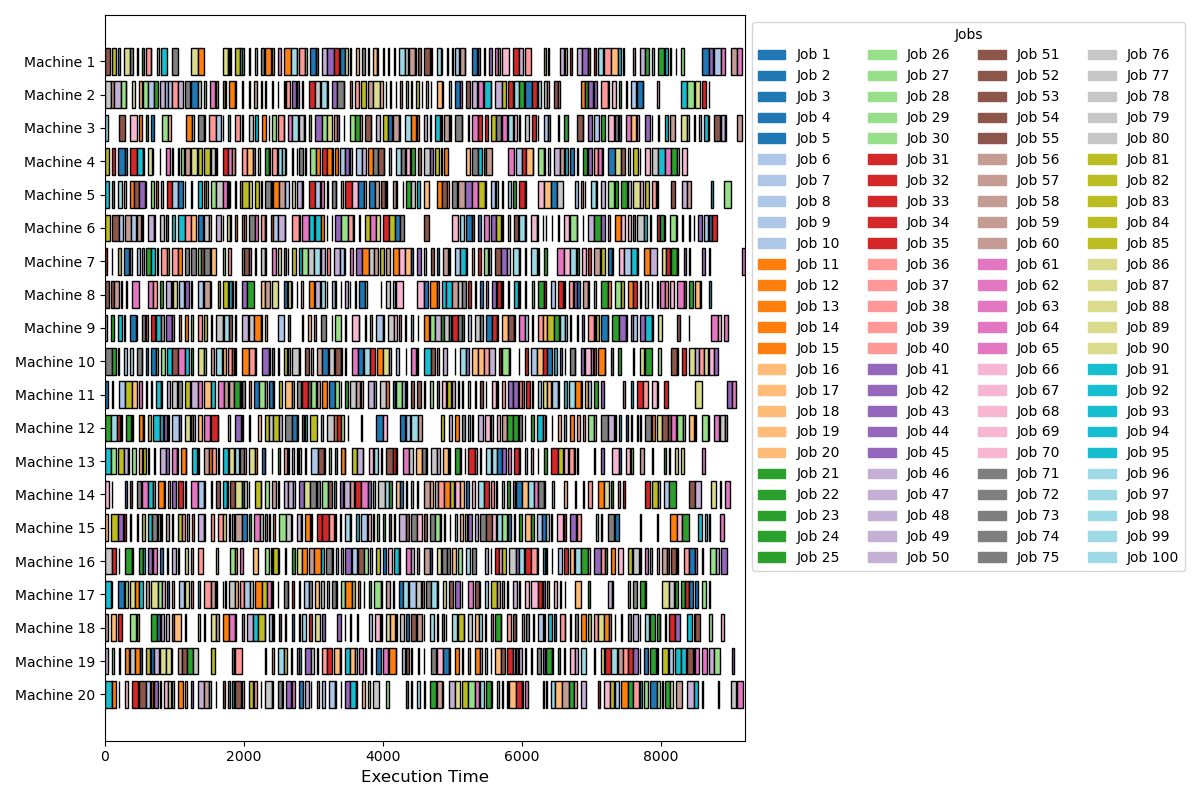 Machine 1
Machine 2
Machine 3
Machine 4
Machine 5
Machine 6
Machine 7
Machine 8
Machine 9
Machine 10
Machine 11
Machine 12
Machine 13
Machine 14
Machine 15
Machine 16
Machine 17
Machine 18
Machine 19
Machine 20
0 2000 4000 6000 8000
Execution Time
Jobs
Job 1 Job 26 Job 51 Job 76
Job 2 Job 27 Job 52 Job 77
Job 3 Job 28 Job 53 Job 78
Job 4 Job 29 Job 54 Job 79
Job 5 Job 30 Job 55 Job 80
Job 6 Job 31 Job 56 Job 81
Job 7 Job 32 Job 57 Job 82
Job 8 Job 33 Job 58 Job 83
Job 9 Job 34 Job 59 Job 84
Job 10 Job 35 Job 60 Job 85
Job 11 Job 36 Job 61 Job 86
Job 12 Job 37 Job 62 Job 87
Job 13 Job 38 Job 63 Job 88
Job 14 Job 39 Job 64 Job 89
Job 15 Job 40 Job 65 Job 90
Job 16 Job 41 Job 66 Job 91
Job 17 Job 42 Job 67 Job 92
Job 18 Job 43 Job 68 Job 93
Job 19 Job 44 Job 69 Job 94
Job 20 Job 45 Job 70 Job 95
Job 21 Job 46 Job 71 Job 96
Job 22 Job 47 Job 72 Job 97
Job 23 Job 48 Job 73 Job 98
Job 24 Job 49 Job 74 Job 99
Job 25 Job 50 Job 75 Job 100